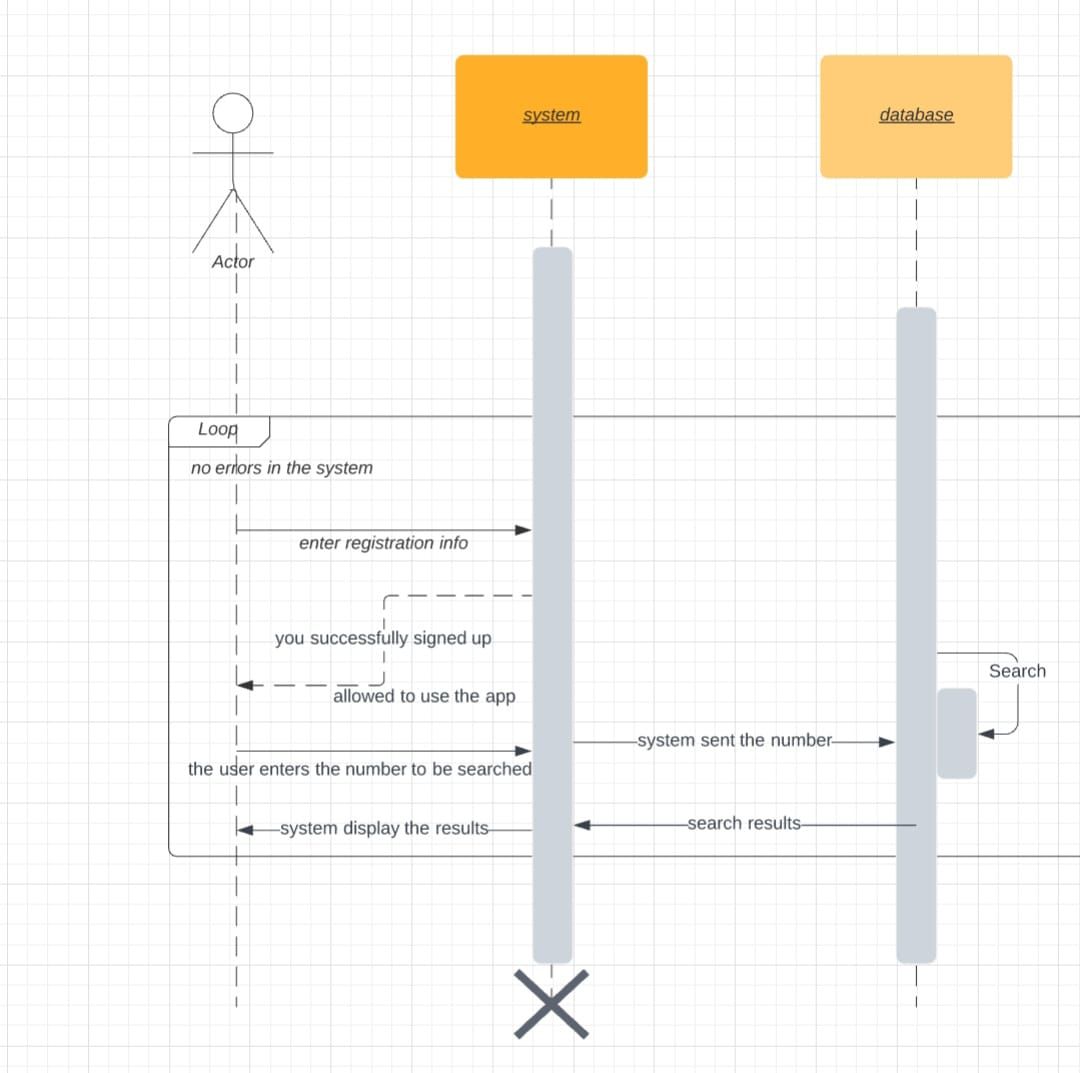 system
database
Actor
Loop
no errors in the system
enter registration info
you successfully signed up
Search
allowed to use the app
system sent the number
the user enters the number to be searched
search results
system display the results